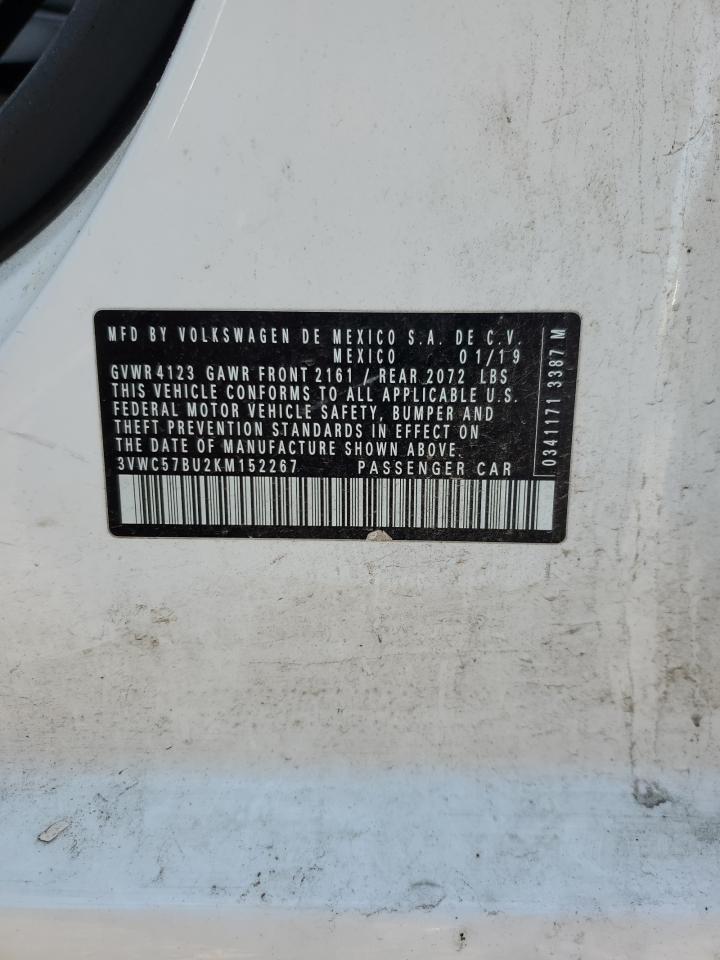 MFD BY VOLKSWAGEN DE MEXICO S.A. DE C.V.
MEXICO 01/19
GVWR 4123 GAWR FRONT 2161 / REAR 2072 LBS
THIS VEHICLE CONFORMS TO ALL APPLICABLE U.S.
FEDERAL MOTOR VEHICLE SAFETY, BUMPER AND
THEFT PREVENTION STANDARDS IN EFFECT ON
THE DATE OF MANUFACTURE SHOWN ABOVE.
3VWC57BU2KM152267 PASSENGER CAR
0341171 3387 M